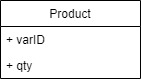 Product
+ varID
+ qty